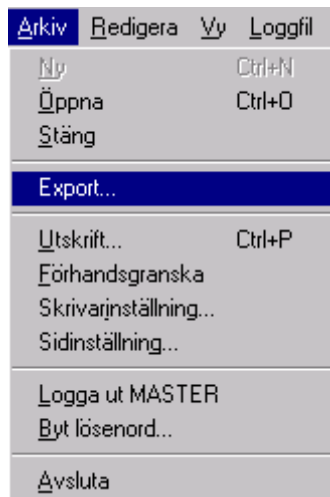 Arkiv Redigera Vy Loggfil
Ny Ctrl+N
Öppna Ctrl+O
Stäng
Export...
Utskrift... Ctrl+P
Förhandsgranska
Skrivarinställning...
Sidinställning...
Logga ut MASTER
Byt lösenord...
Avsluta